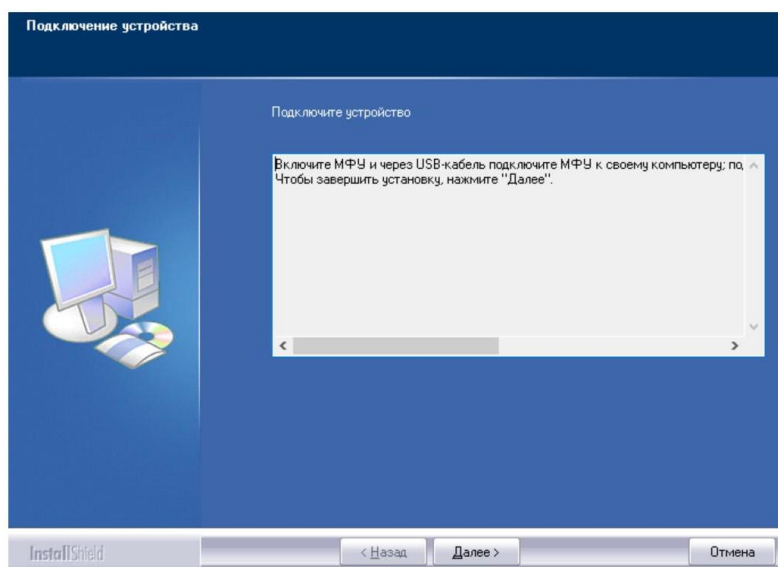 Подключение устройства
Подключите устройство
Включите МФУ и через USB-кабель подключите МФУ к своему компьютеру; по
Чтобы завершить установку, нажмите "Далее".
InstallShield
< Назад
Далее >
Отмена